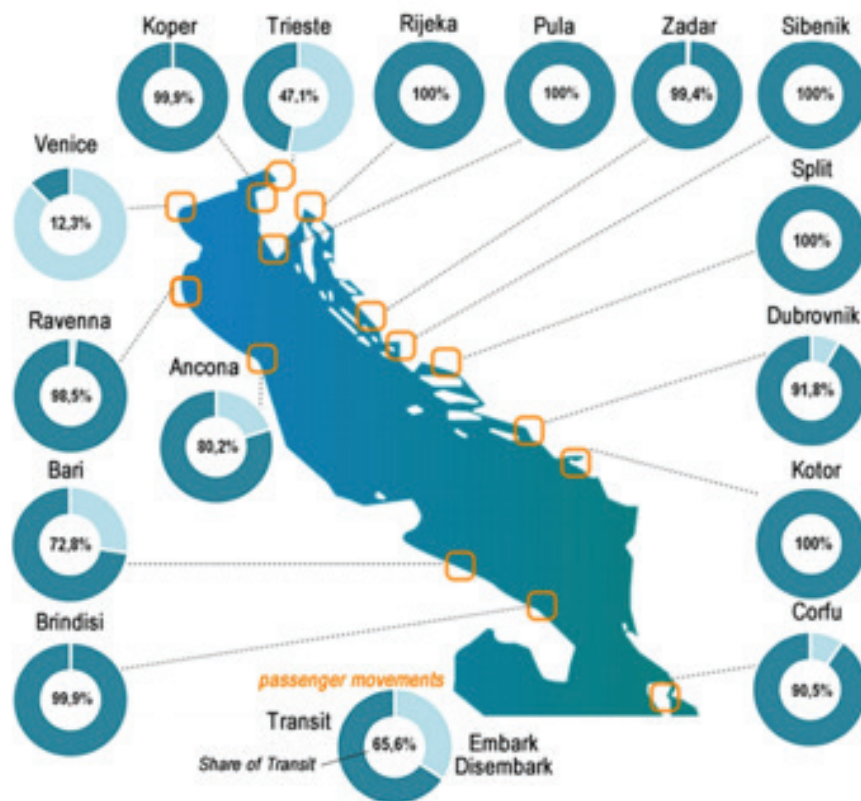 Koper
Trieste
Rijeka
Pula
Zadar
Sibenik
99,9%
47,1%
100%
100%
99,4%
100%
Venice
12,3%
Split
100%
Ravenna
98,5%
Ancona
80,2%
Dubrovnik
91,8%
Bari
72,8%
Kotor
100%
Brindisi
99,9%
Corfu
90,5%
passenger movements
Transit
65,6%
Share of Transit
Embark
Disembark